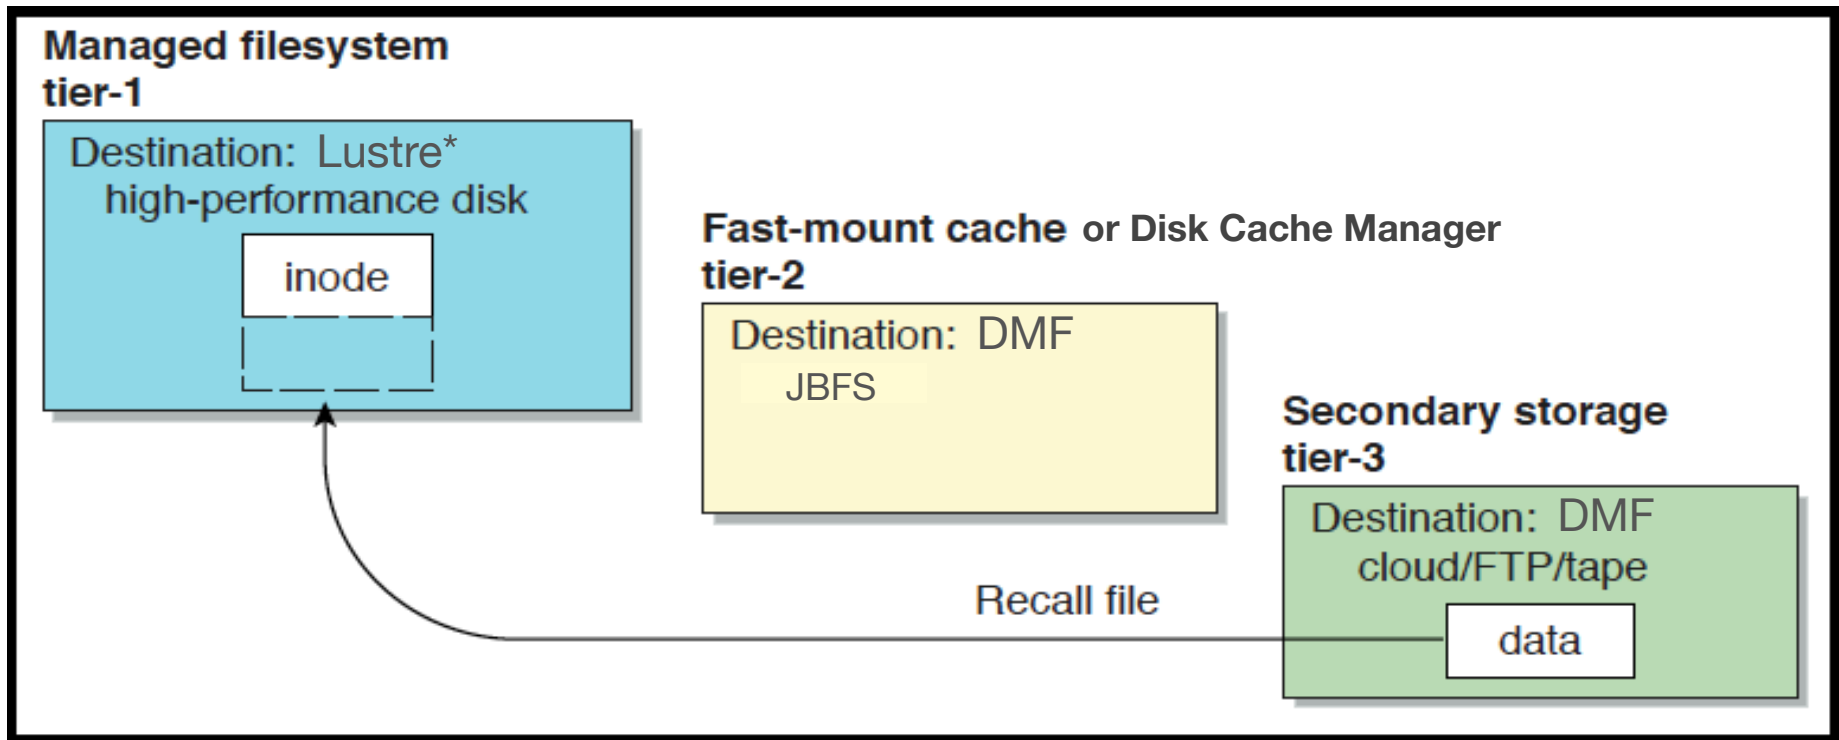 Managed filesystem
tier-1
Destination: Lustre*
high-performance disk
inode
Fast-mount cache or Disk Cache Manager
tier-2
Destination: DMF
JBFS
Secondary storage
tier-3
Destination: DMF
cloud/FTP/tape
Recall file
data